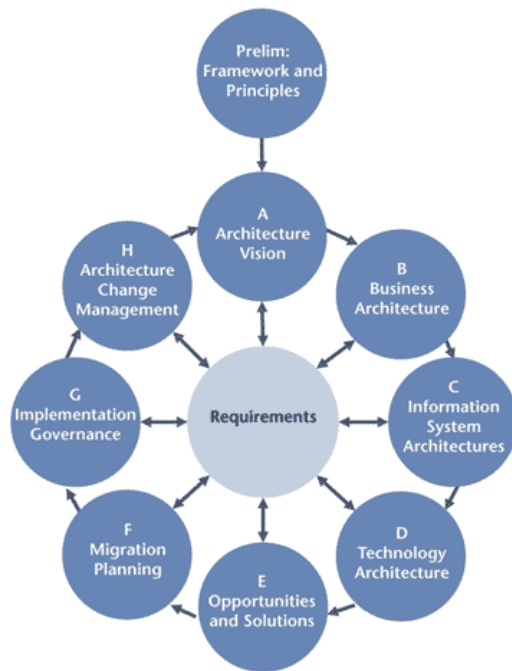 Prelim:
Framework and
Principles
A
Architecture
Vision
H
Architecture
Change
Management
B
Business
Architecture
G
Implementation
Governance
Requirements
C
Information
System
Architectures
F
Migration
Planning
D
Technology
Architecture
E
Opportunities
and Solutions